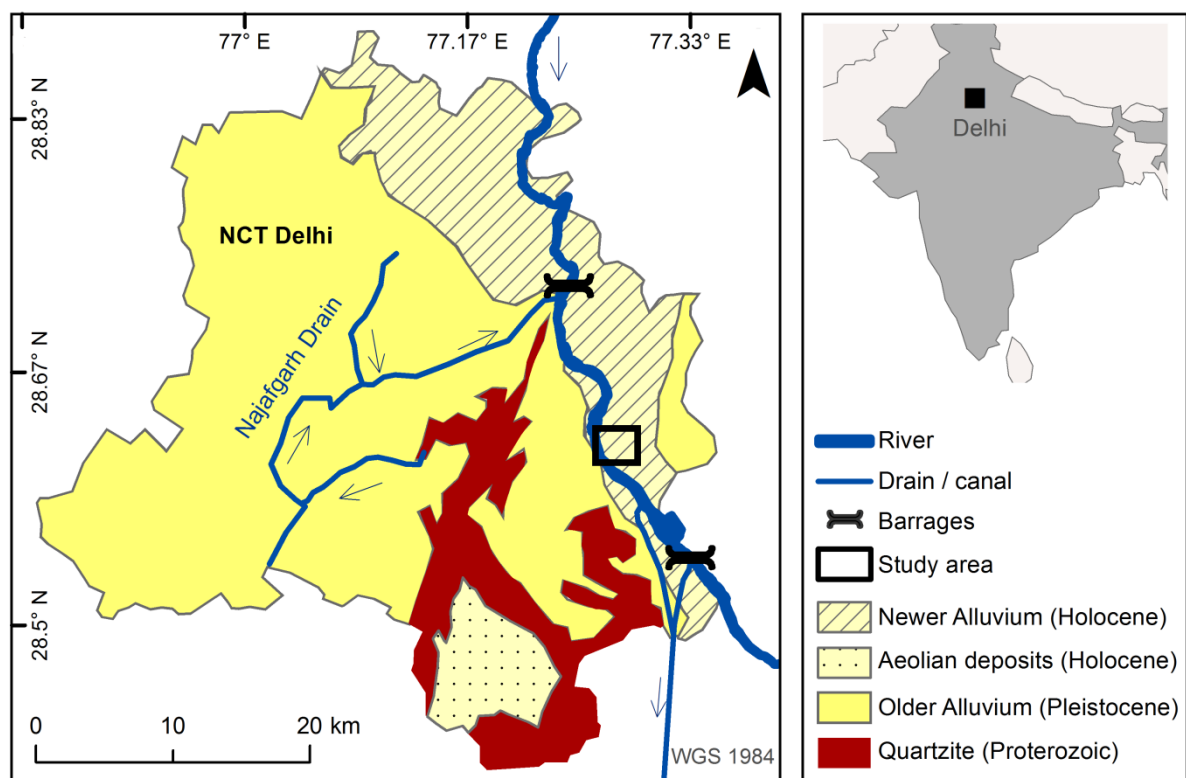 77° E
77.17° E
77.33° E
28.83° N
28.67° N
28.5° N
NCT Delhi
Najafgarh Drain
0 10 20 km
WGS 1984
Delhi
River
Drain / canal
Barrages
Study area
Newer Alluvium (Holocene)
Aeolian deposits (Holocene)
Older Alluvium (Pleistocene)
Quartzite (Proterozoic)